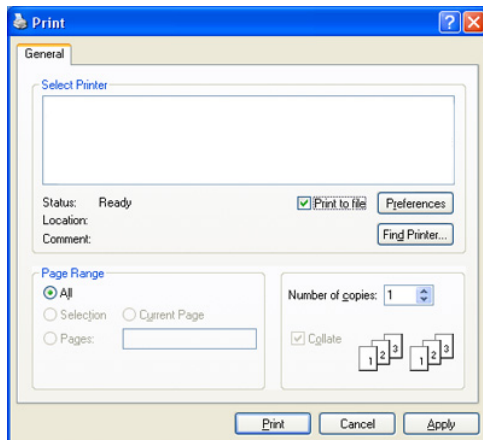 Print
General
Select Printer
Status: Ready
Print to file
Preferences
Location:
Comment:
Find Printer...
Page Range
All
Selection
Current Page
Pages:
Number of copies: 1
Collate
1 2 3 1 2 3
Print
Cancel
Apply